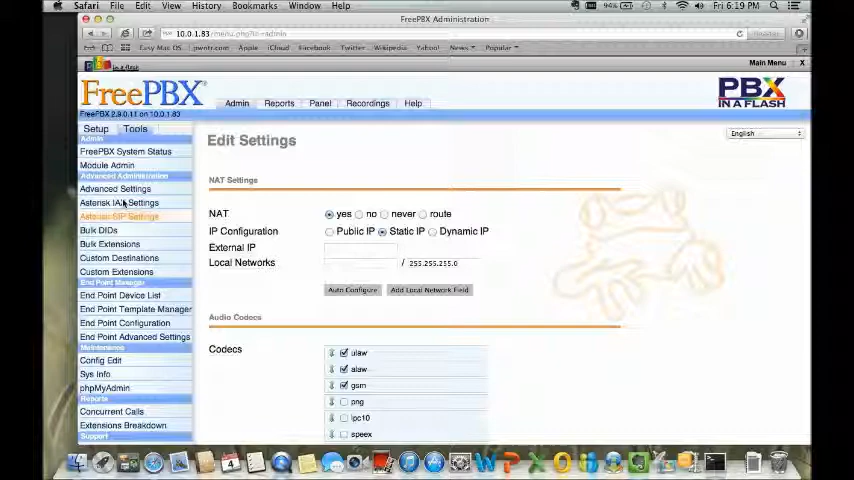 Safari File Edit View History Bookmarks Window Help
94% Fri 6:19 PM
FreePBX Administration
10.0.1.83/
Easy Mac OS pwntr.com Apple iCloud Facebook Twitter Wikipedia Yahoo! News Popular
Main Menu X
FreePBX®
Admin Reports Panel Recordings Help
PBX
IN A FLASH
FreePBX 2.9.0.11 on 10.0.1.83
Setup Tools
English
Admin
FreePBX System Status
Module Admin
Advanced Administration
Advanced Settings
Asterisk IAX Settings
Asterisk SIP Settings
Bulk DIDs
Bulk Extensions
Custom Destinations
Custom Extensions
End Point Manager
End Point Device List
End Point Template Manager
End Point Configuration
End Point Advanced Settings
Maintenance
Config Edit
Sys Info
phpMyAdmin
Reports
Concurrent Calls
Extensions Breakdown
Support
Edit Settings
NAT Settings
NAT yes no never route
IP Configuration Public IP Static IP Dynamic IP
External IP
Local Networks / 255.255.255.0
Auto Configure Add Local Network Field
Audio Codecs
Codecs
ulaw
alaw
gsm
png
lpc10
speex